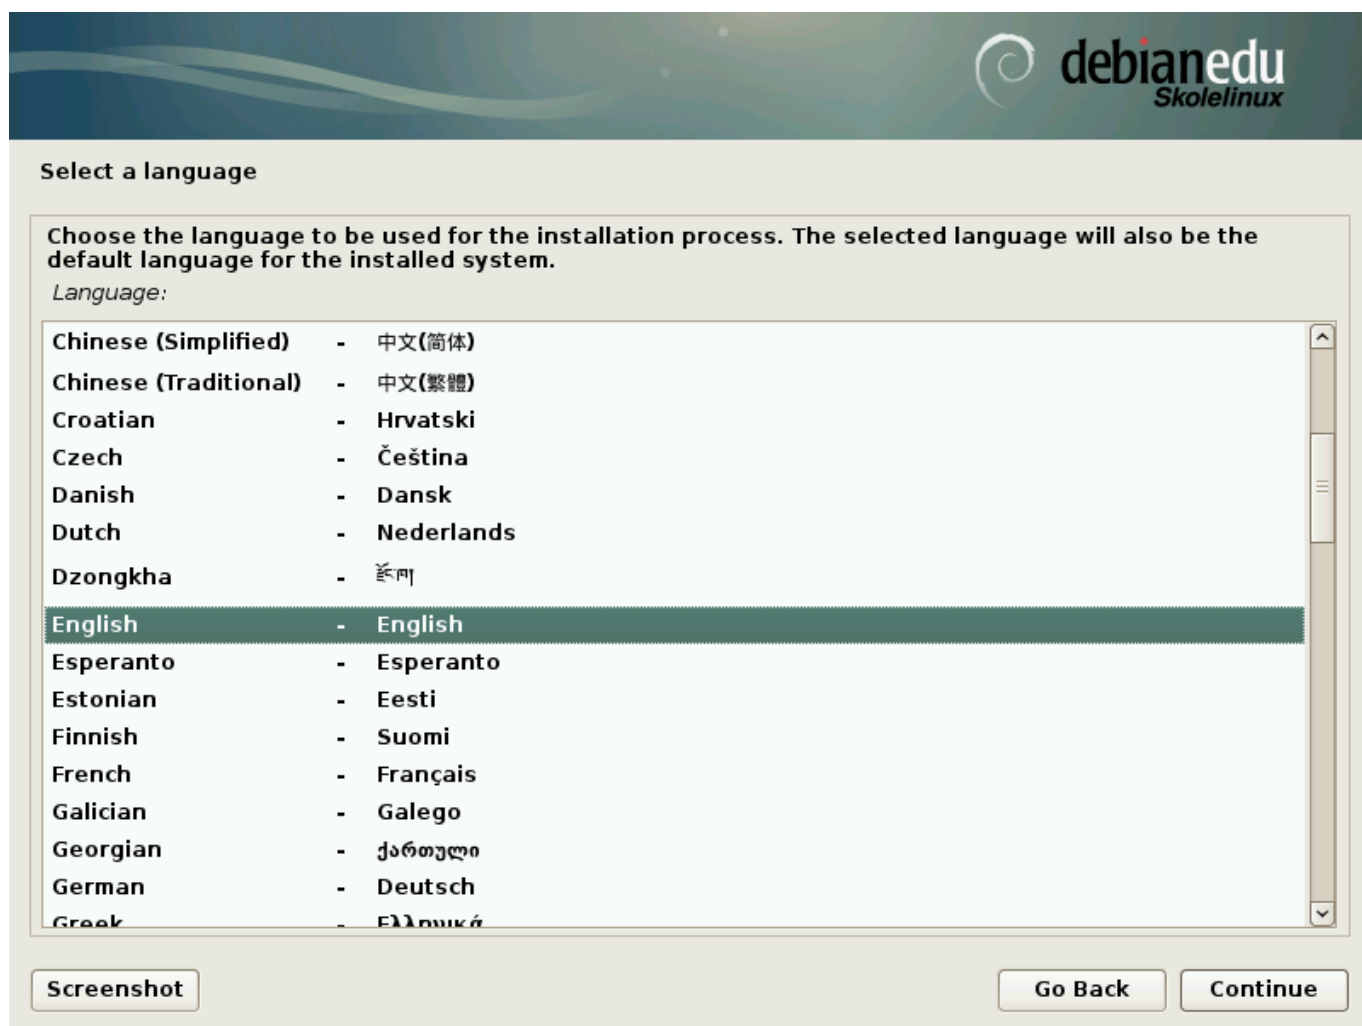 debianedu
Skolelinux
Select a language
Choose the language to be used for the installation process. The selected language will also be the
default language for the installed system.
Language:
Chinese (Simplified) - 中文(简体)
Chinese (Traditional) - 中文(繁體)
Croatian - Hrvatski
Czech - Čeština
Danish - Dansk
Dutch - Nederlands
Dzongkha - རྫོང་ཁ།
English - English
Esperanto - Esperanto
Estonian - Eesti
Finnish - Suomi
French - Français
Galician - Galego
Georgian - ქართული
German - Deutsch
Greek - Ελληνικά
Screenshot Go Back Continue